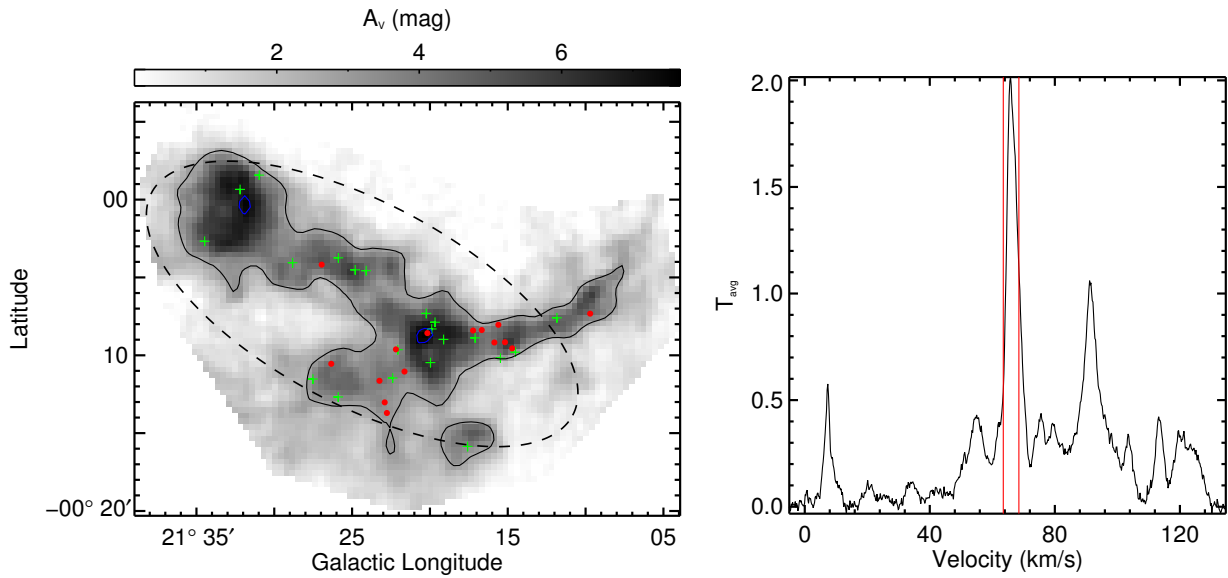 Aᵥ (mag)
2 4 6
00
10
−00° 20′
Latitude
21° 35′ 25 15 05
Galactic Longitude
2.0
1.5
1.0
0.5
0.0
T_avg
0 40 80 120
Velocity (km/s)